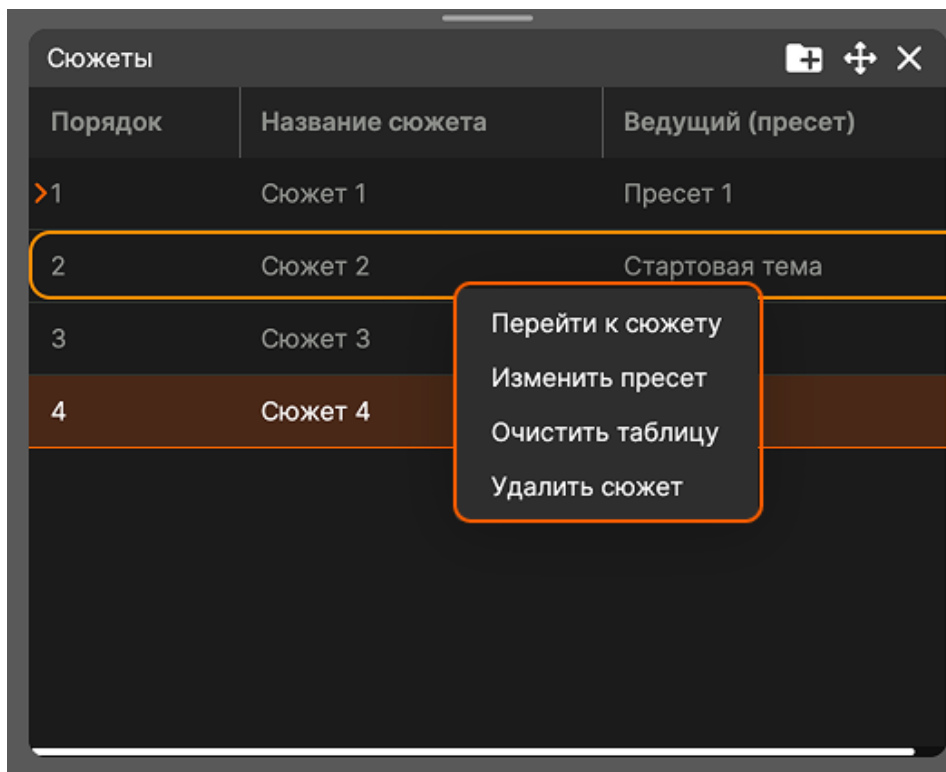 Сюжеты
Порядок Название сюжета Ведущий (пресет)
1 Сюжет 1 Пресет 1
2 Сюжет 2 Стартовая тема
3 Сюжет 3
4 Сюжет 4
Перейти к сюжету
Изменить пресет
Очистить таблицу
Удалить сюжет